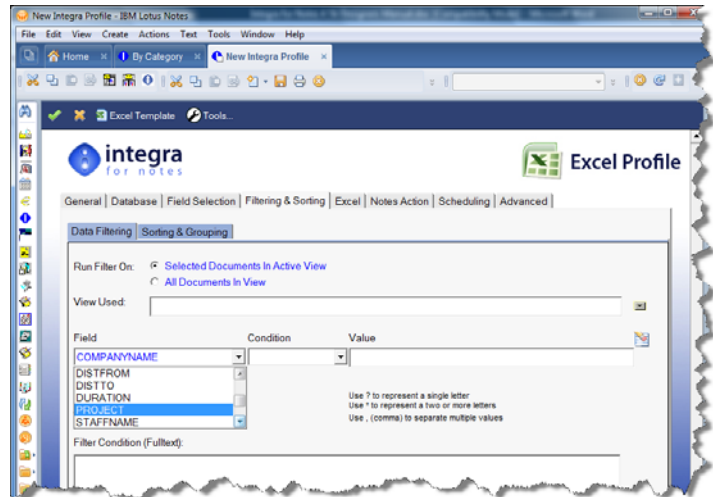 New Integra Profile - IBM Lotus Notes
File Edit View Create Actions Text Tools Window Help
Home By Category New Integra Profile
Excel Template Tools...
integra
for notes
Excel Profile
General | Database | Field Selection | Filtering & Sorting | Excel | Notes Action | Scheduling | Advanced |
Data Filtering Sorting & Grouping
Run Filter On: Selected Documents In Active View
All Documents In View
View Used:
Field Condition Value
COMPANYNAME
DISTFROM
DISTTO
DURATION
PROJECT
STAFFNAME
Use ? to represent a single letter
Use * to represent a two or more letters
Use , (comma) to separate multiple values
Filter Condition (Fulltext):